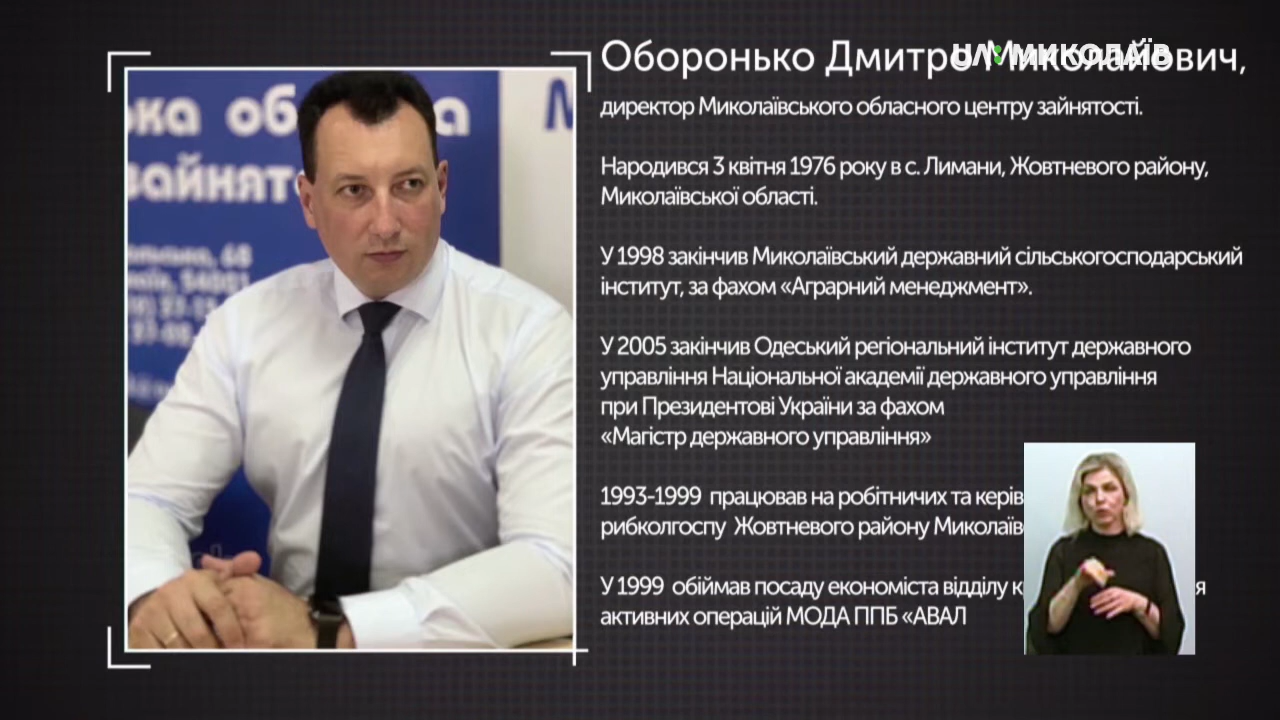 Оборонько Дмитро Миколайович,
UA: МИКОЛАЇВ
директор Миколаївського обласного центру зайнятості.
Народився 3 квітня 1976 року в с. Лимани, Жовтневого району,
Миколаївської області.
У 1998 закінчив Миколаївський державний сільськогосподарський
інститут, за фахом «Аграрний менеджмент».
У 2005 закінчив Одеський регіональний інститут державного
управління Національної академії державного управління
при Президентові України за фахом
«Магістр державного управління»
1993-1999 працював на робітничих та
рибколгоспу Жовтневого району
У 1999 обіймав посаду економіста відділу
активних операцій МОДА ППБ «АВАЛ
68
54001